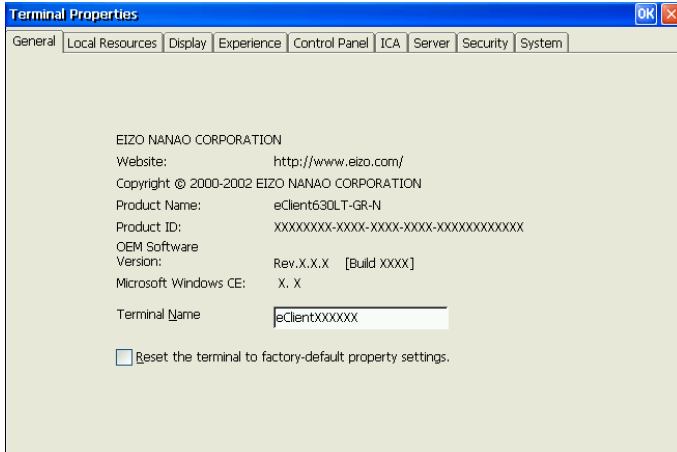 Terminal Properties
OK
General Local Resources Display Experience Control Panel ICA Server Security System
EIZO NANAO CORPORATION
Website: http://www.eizo.com/
Copyright © 2000-2002 EIZO NANAO CORPORATION
Product Name: eClient630LT-GR-N
Product ID: XXXXXXXX-XXXX-XXXX-XXXX-XXXXXXXXXXXX
OEM Software
Version: Rev.X.X.X [Build XXXX]
Microsoft Windows CE: X. X
Terminal Name eClientXXXXXX
Reset the terminal to factory-default property settings.